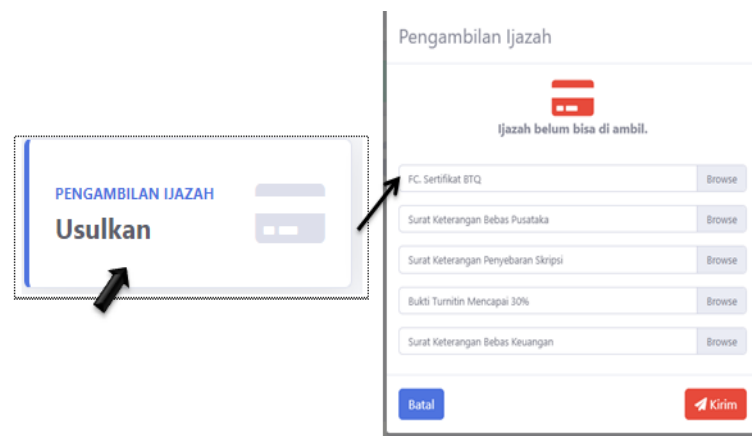 PENGAMBILAN IJAZAH
Usulkan
Pengambilan Ijazah
Ijazah belum bisa di ambil.
FC. Sertifikat BTQ Browse
Surat Keterangan Bebas Pusataka Browse
Surat Keterangan Penyebaran Skripsi Browse
Bukti Turnitin Mencapai 30% Browse
Surat Keterangan Bebas Keuangan Browse
Batal Kirim